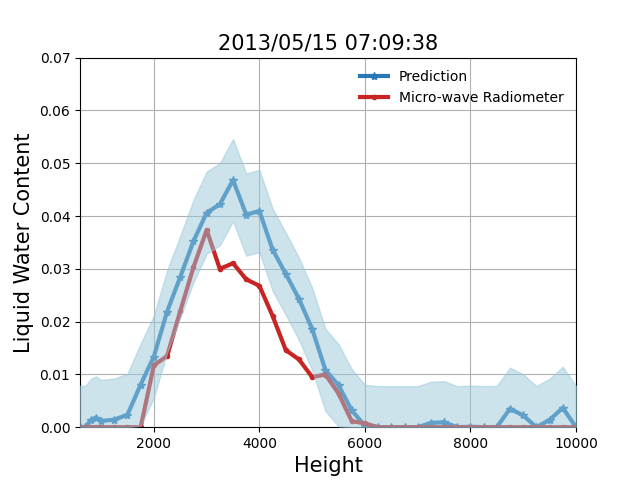 2013/05/15 07:09:38
Prediction
Micro-wave Radiometer
Liquid Water Content
0.07
0.06
0.05
0.04
0.03
0.02
0.01
0.00
2000 4000 6000 8000 10000
Height